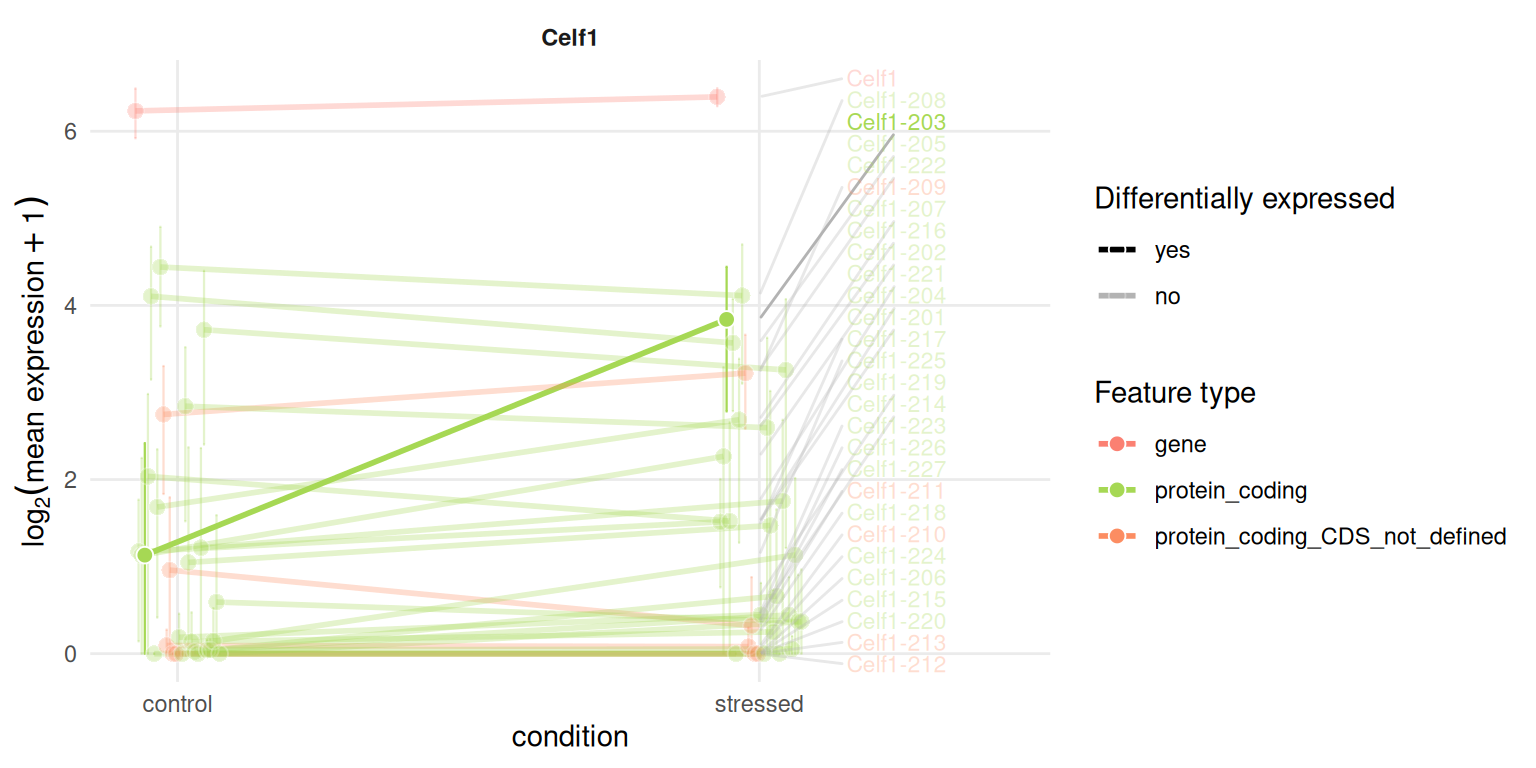 Celf1
log2(mean expression + 1)
6
4
2
0
control
stressed
condition
Celf1
Celf1-208
Celf1-203
Celf1-205
Celf1-222
Celf1-209
Celf1-207
Celf1-216
Celf1-202
Celf1-221
Celf1-204
Celf1-201
Celf1-217
Celf1-225
Celf1-219
Celf1-214
Celf1-223
Celf1-226
Celf1-227
Celf1-211
Celf1-218
Celf1-210
Celf1-224
Celf1-206
Celf1-215
Celf1-220
Celf1-213
Celf1-212
Differentially expressed
yes
no
Feature type
gene
protein_coding
protein_coding_CDS_not_defined